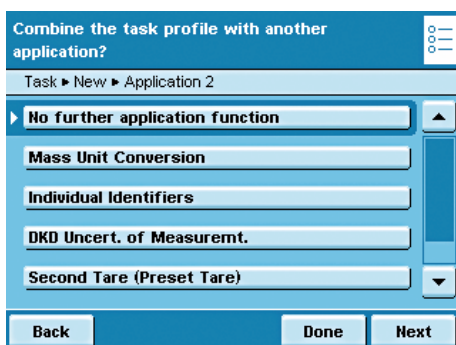 Combine the task profile with another
application?
Task ▸ New ▸ Application 2
No further application function
Mass Unit Conversion
Individual Identifiers
DKD Uncert. of Measuremt.
Second Tare (Preset Tare)
Back Done Next